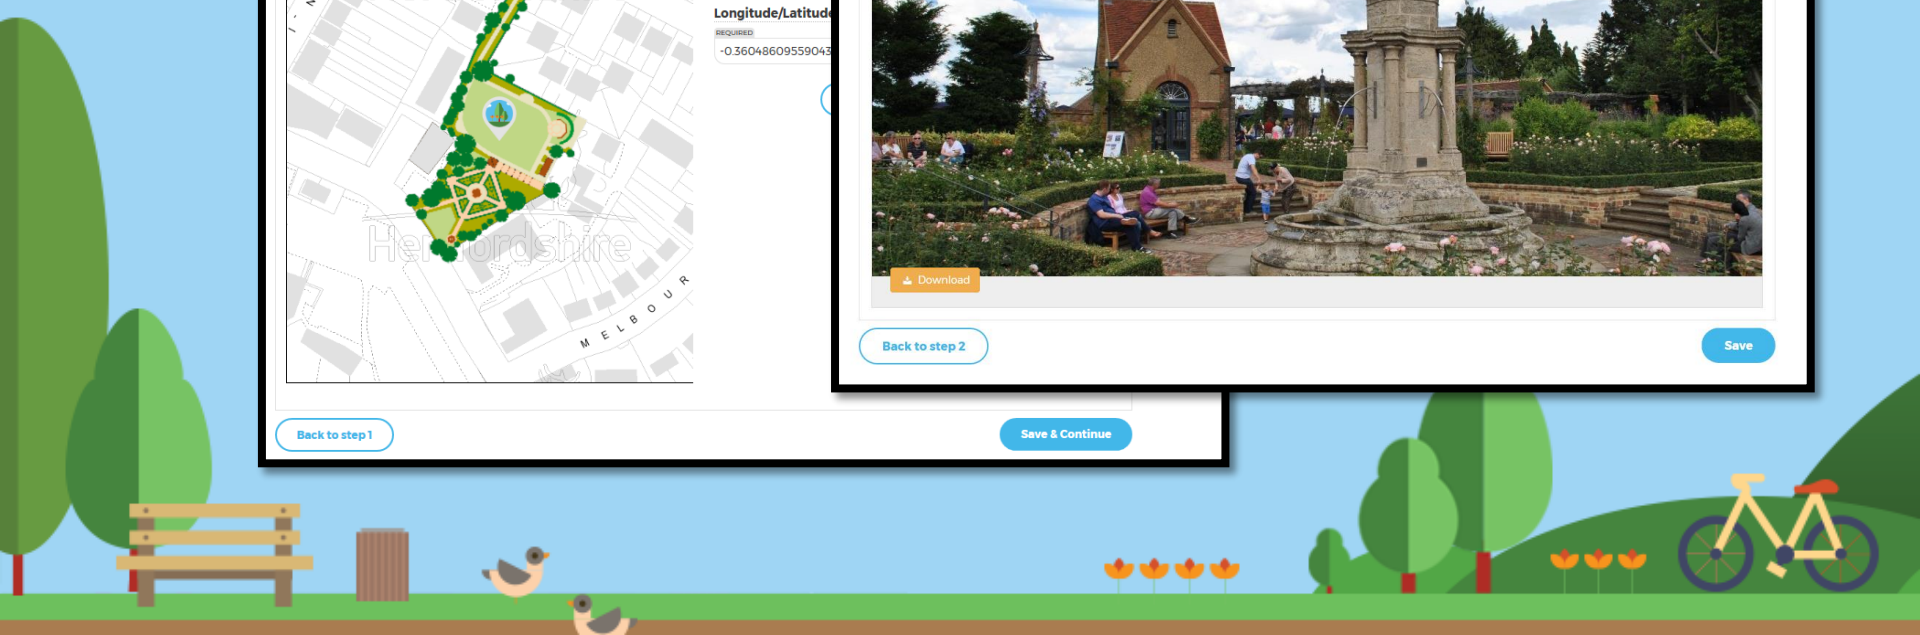 Longitude/Latitude
REQUIRED
-0.36048609559043
Hertfordshire
MELBOUR
Back to step 1
Save & Continue
Download
Back to step 2
Save